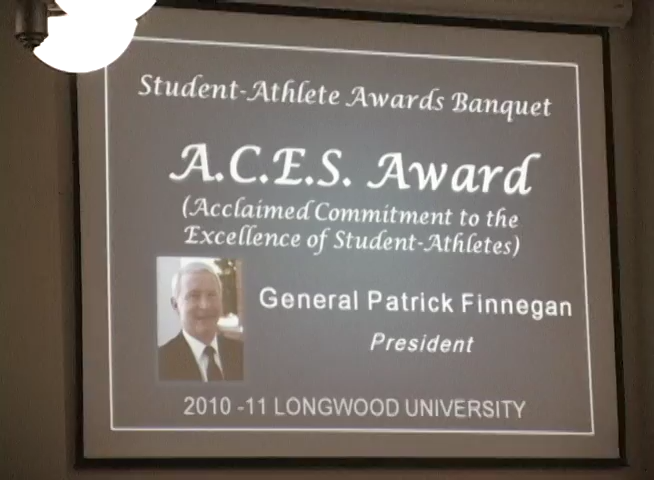 Student-Athlete Awards Banquet
A.C.E.S. Award
(Acclaimed Commitment to the
Excellence of Student-Athletes)
General Patrick Finnegan
President
2010 -11 LONGWOOD UNIVERSITY